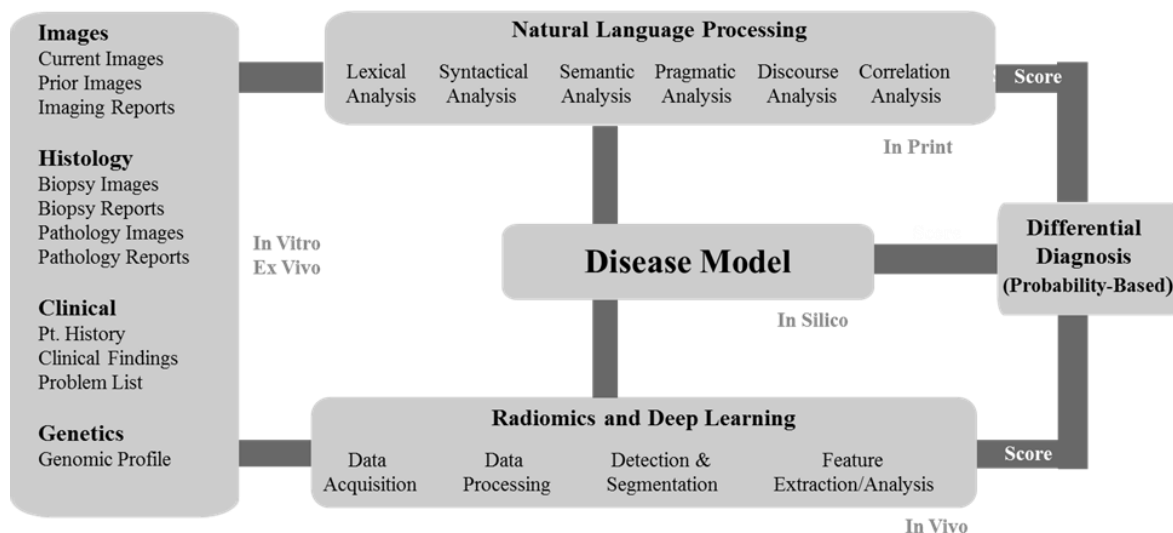 Images
Current Images
Prior Images
Imaging Reports
Histology
Biopsy Images
Biopsy Reports
Pathology Images
Pathology Reports
Clinical
Pt. History
Clinical Findings
Problem List
Genetics
Genomic Profile
In Vitro
Ex Vivo
Natural Language Processing
Lexical
Analysis
Syntactical
Analysis
Semantic
Analysis
Pragmatic
Analysis
Discourse
Analysis
Correlation
Analysis
Score
In Print
Disease Model
In Silico
Differential
Diagnosis
(Probability-Based)
Radiomics and Deep Learning
Data
Acquisition
Data
Processing
Detection &
Segmentation
Feature
Extraction/Analysis
Score
In Vivo